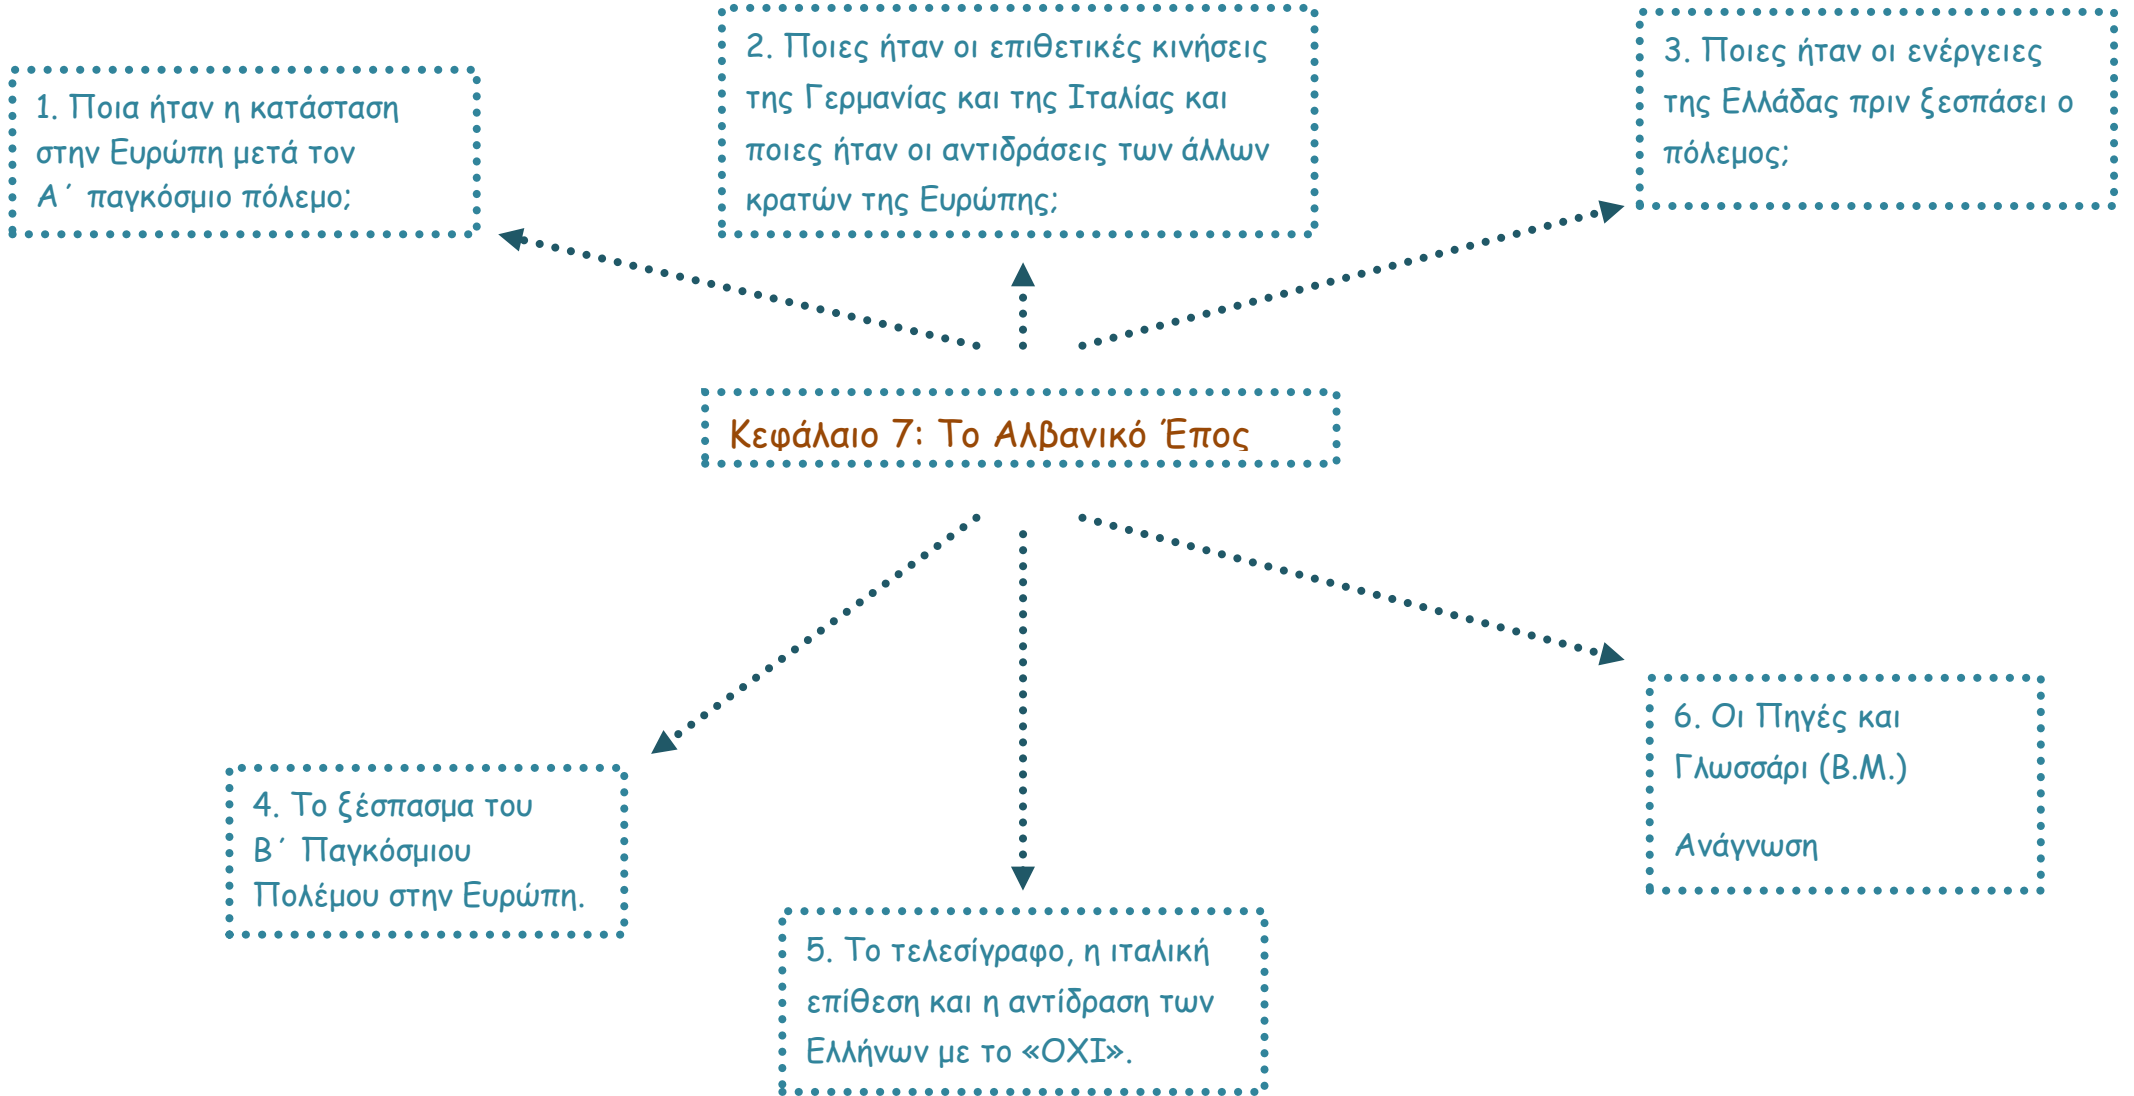 1. Ποια ήταν η κατάσταση
στην Ευρώπη μετά τον
Α΄ παγκόσμιο πόλεμο;
2. Ποιες ήταν οι επιθετικές κινήσεις
της Γερμανίας και της Ιταλίας και
ποιες ήταν οι αντιδράσεις των άλλων
κρατών της Ευρώπης;
3. Ποιες ήταν οι ενέργειες
της Ελλάδας πριν ξεσπάσει ο
πόλεμος;
Κεφάλαιο 7: Το Αλβανικό Έπος
4. Το ξέσπασμα του
Β΄ Παγκόσμιου
Πολέμου στην Ευρώπη.
5. Το τελεσίγραφο, η ιταλική
επίθεση και η αντίδραση των
Ελλήνων με το «ΟΧΙ».
6. Οι Πηγές και
Γλωσσάρι (Β.Μ.)
Ανάγνωση